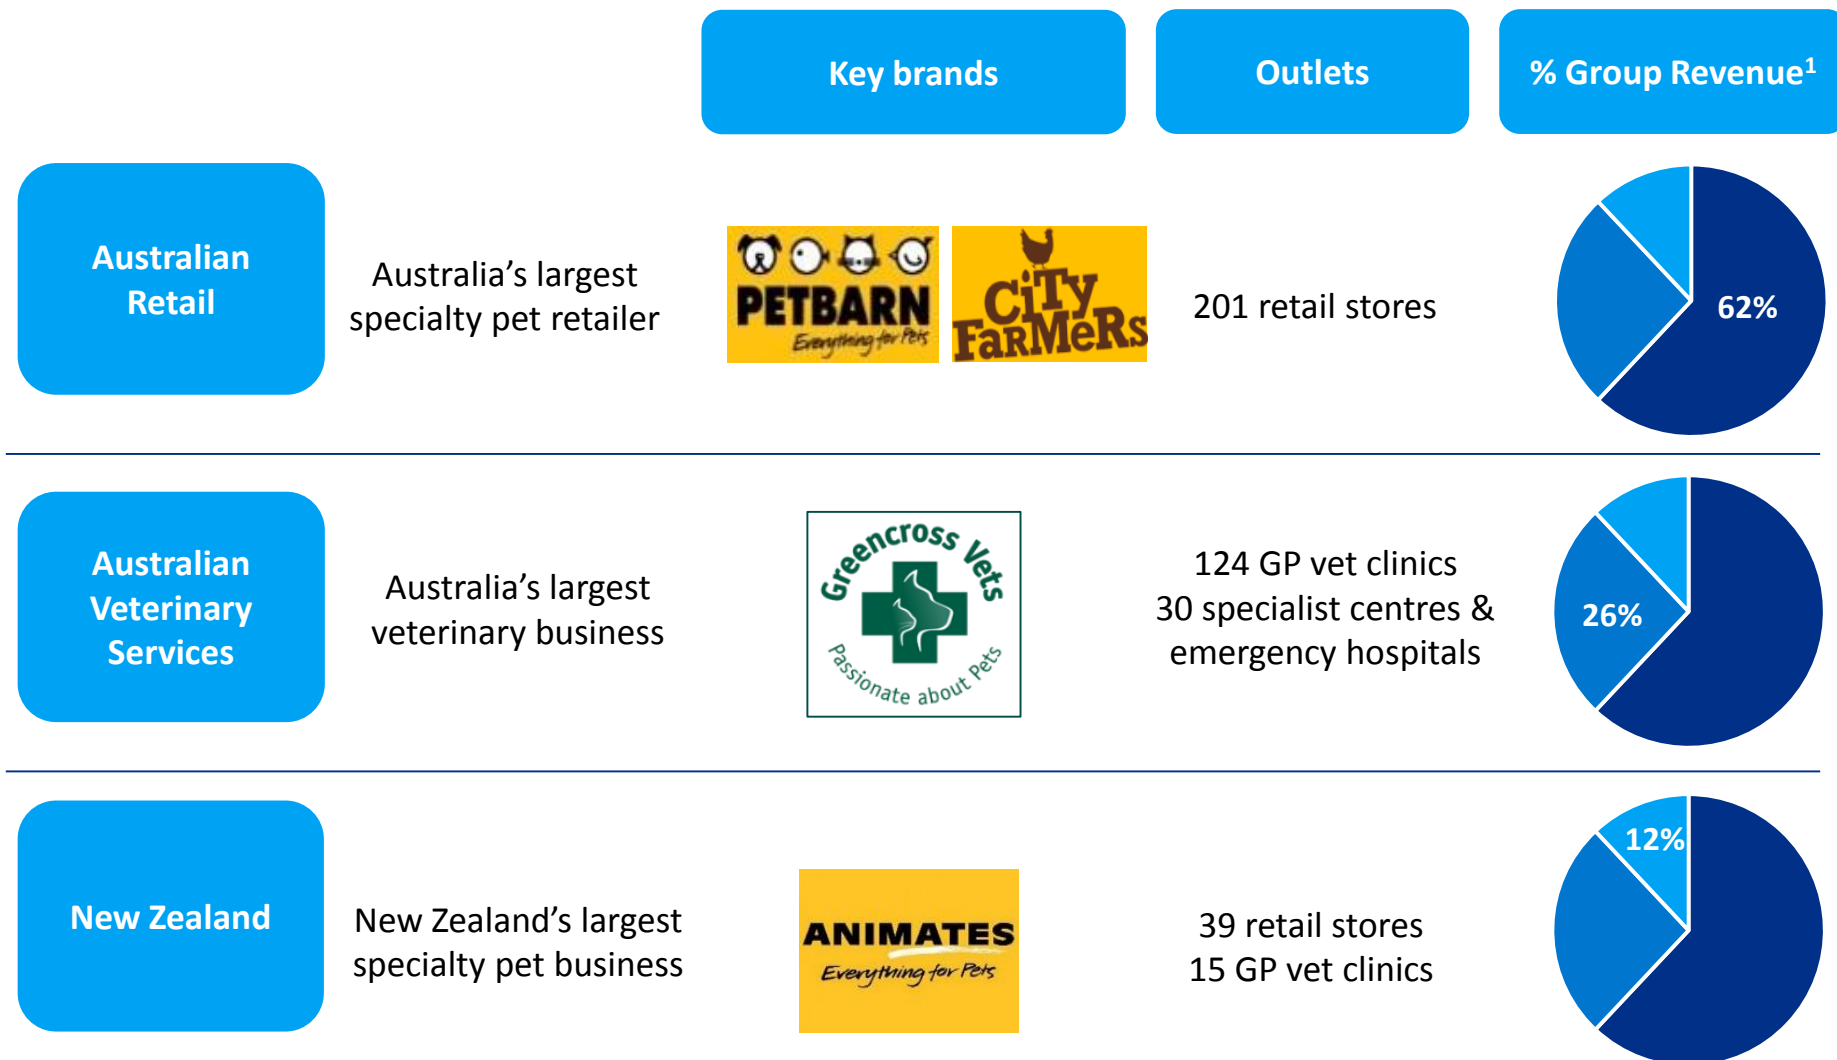 Key brands
Outlets
% Group Revenue¹
Australian
Retail
Australia’s largest
specialty pet retailer
PETBARN
Everything for Pets
CiTy
FaRMeRs
201 retail stores
62%
Australian
Veterinary
Services
Australia’s largest
veterinary business
Greencross Vets
Passionate about Pets
124 GP vet clinics
30 specialist centres &
emergency hospitals
26%
New Zealand
New Zealand’s largest
specialty pet business
ANIMATES
Everything for Pets
39 retail stores
15 GP vet clinics
12%